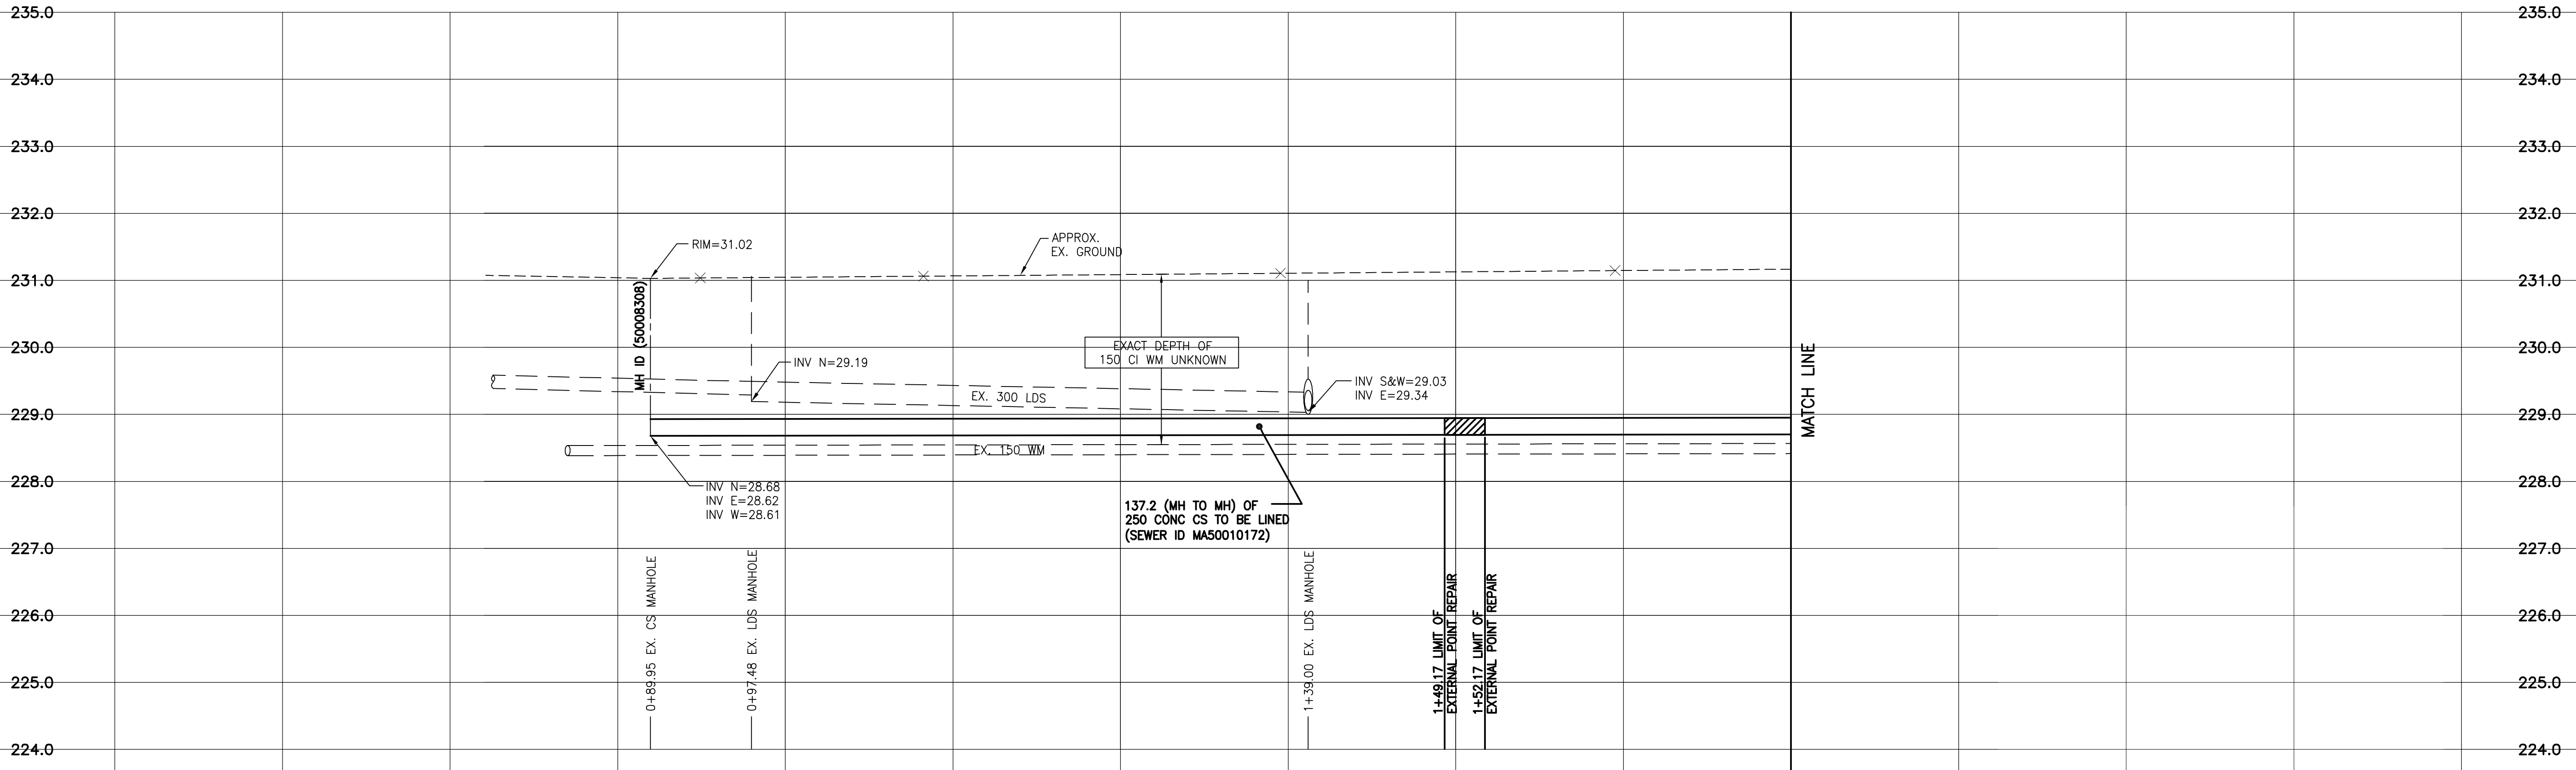 235.0
235.0
234.0
234.0
233.0
233.0
232.0
232.0
RIM=31.02
APPROX.
EX. GROUND
231.0
231.0
MH ID (50008308)
EXACT DEPTH OF
150 CI WM UNKNOWN
230.0
230.0
INV N=29.19
INV S&W=29.03
INV E=29.34
EX. 300 LDS
MATCH LINE
229.0
229.0
EX. 150 WM
228.0
228.0
INV N=28.68
INV E=28.62
INV W=28.61
137.2 (MH TO MH) OF
250 CONC CS TO BE LINED
(SEWER ID MA50010172)
227.0
227.0
0+89.95 EX. CS MANHOLE
0+97.48 EX. LDS MANHOLE
1+39.00 EX. LDS MANHOLE
1+49.17 LIMIT OF
EXTERNAL POINT REPAIR
1+52.17 LIMIT OF
EXTERNAL POINT REPAIR
226.0
226.0
225.0
225.0
224.0
224.0